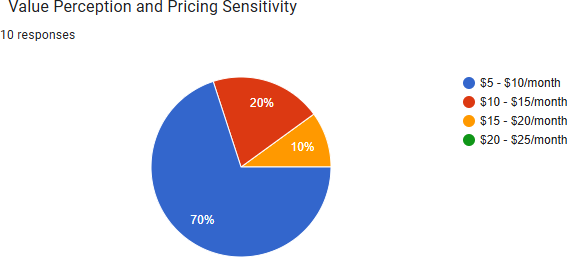 Value Perception and Pricing Sensitivity
10 responses
20%
10%
70%
$5 - $10/month
$10 - $15/month
$15 - $20/month
$20 - $25/month